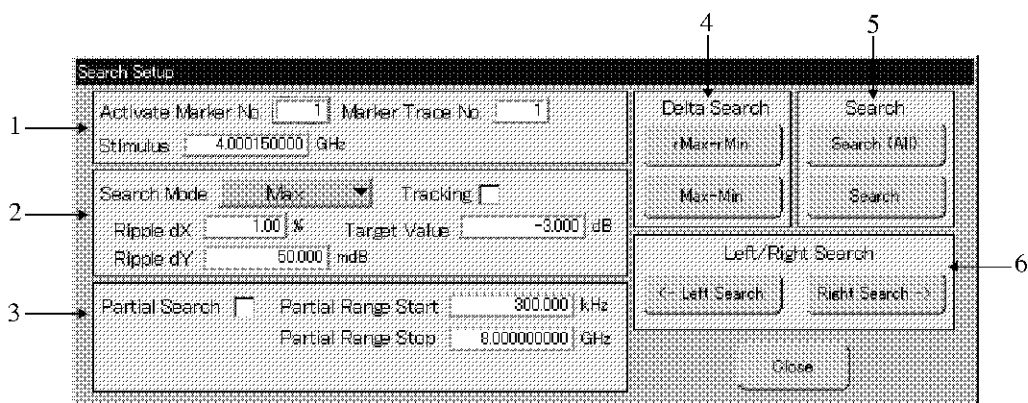 4 5
Search Setup
1 Activate Marker No. 1 Marker Trace No. 1
Stimulus 4.000150000 GHz
Delta Search
rMax-rMin
Max-Min
Search
Search (All)
Search
2 Search Mode Max Tracking
Ripple dX 1.00 % Target Value -3.000 dB
Ripple dY 50.000 mdB
Left/Right Search
<- Left Search Right Search ->
6
3 Partial Search Partial Range Start 300.000 kHz
Partial Range Stop 8.000000000 GHz
Close